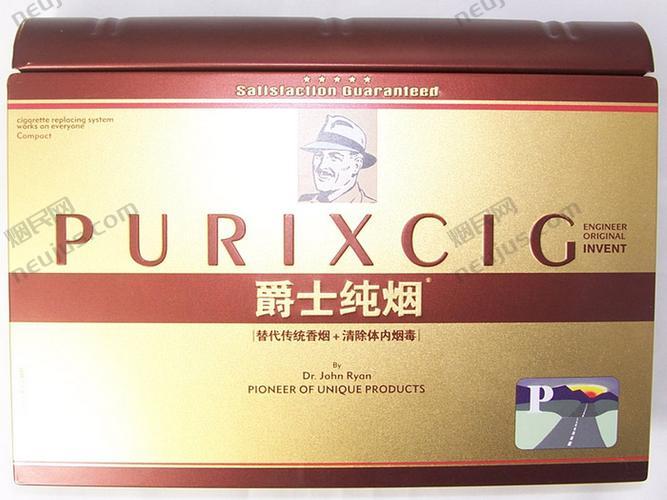 Satisfaction Guaranteed
cigarette replacing system
works on everyone
Compact
PURIXCIG
ENGINEER
ORIGINAL
INVENT
爵士纯烟®
替代传统香烟+清除体内烟毒
By
Dr. John Ryan
PIONEER OF UNIQUE PRODUCTS
P
烟民网
neujus.com